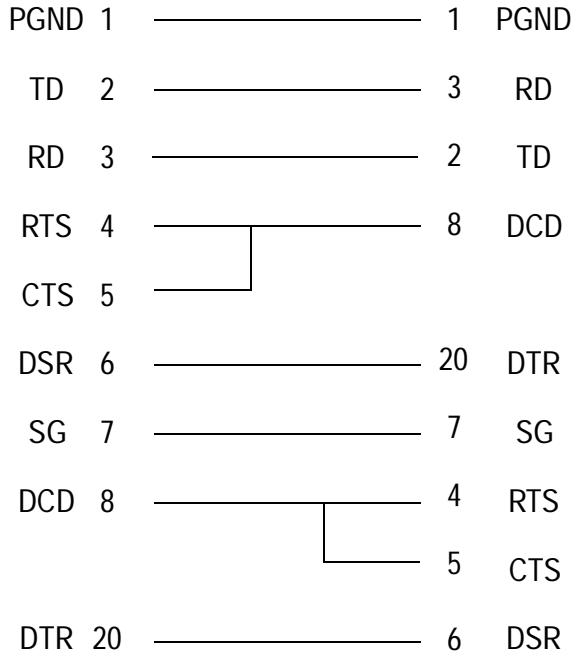 PGND 1 1 PGND
TD 2 3 RD
RD 3 2 TD
RTS 4 8 DCD
CTS 5
DSR 6 20 DTR
SG 7 7 SG
DCD 8 4 RTS
5 CTS
DTR 20 6 DSR